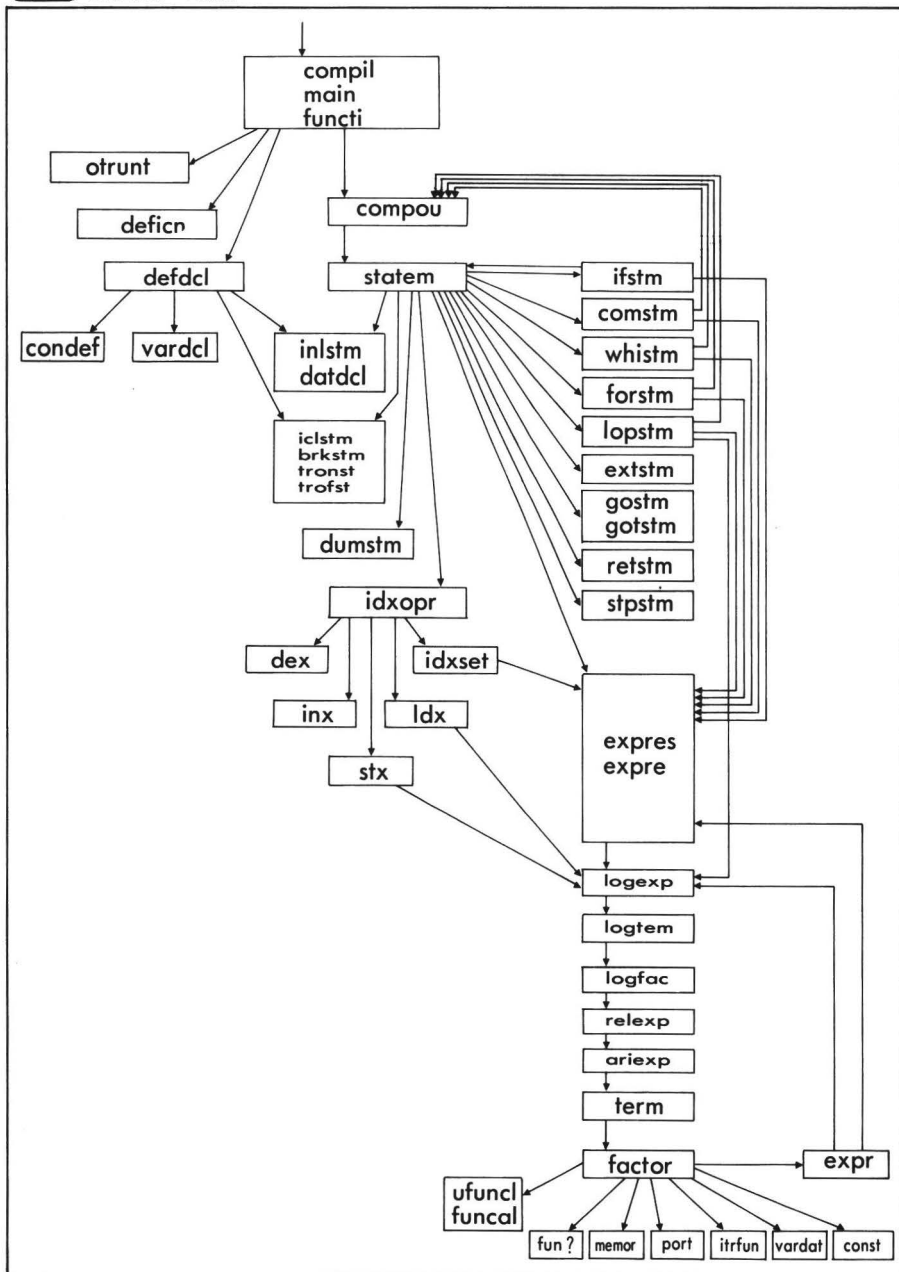 compil
main
functi
otrunt
deficn
compou
defdcl
statem
ifstm
condef
vardcl
inlstm
datdcl
comstm
whistm
forstm
iclstm
brkstm
tronst
trofst
lopstm
extstm
gostm
gotstm
dumstm
retstm
idxopr
stpstm
dex
idxset
inx
ldx
expres
expre
stx
logexp
logtem
logfac
relexp
ariexp
term
factor
expr
ufuncl
funcal
fun ?
memor
port
itrfun
vardat
const